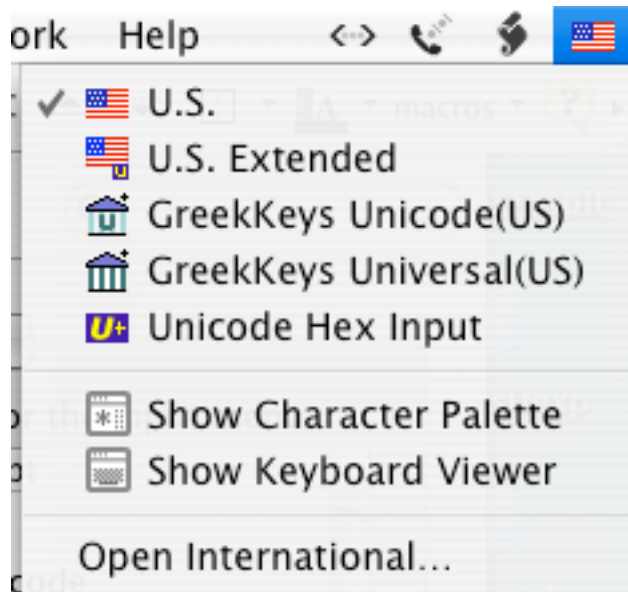 ork Help
U.S.
U.S. Extended
GreekKeys Unicode(US)
GreekKeys Universal(US)
U+ Unicode Hex Input
Show Character Palette
Show Keyboard Viewer
Open International...